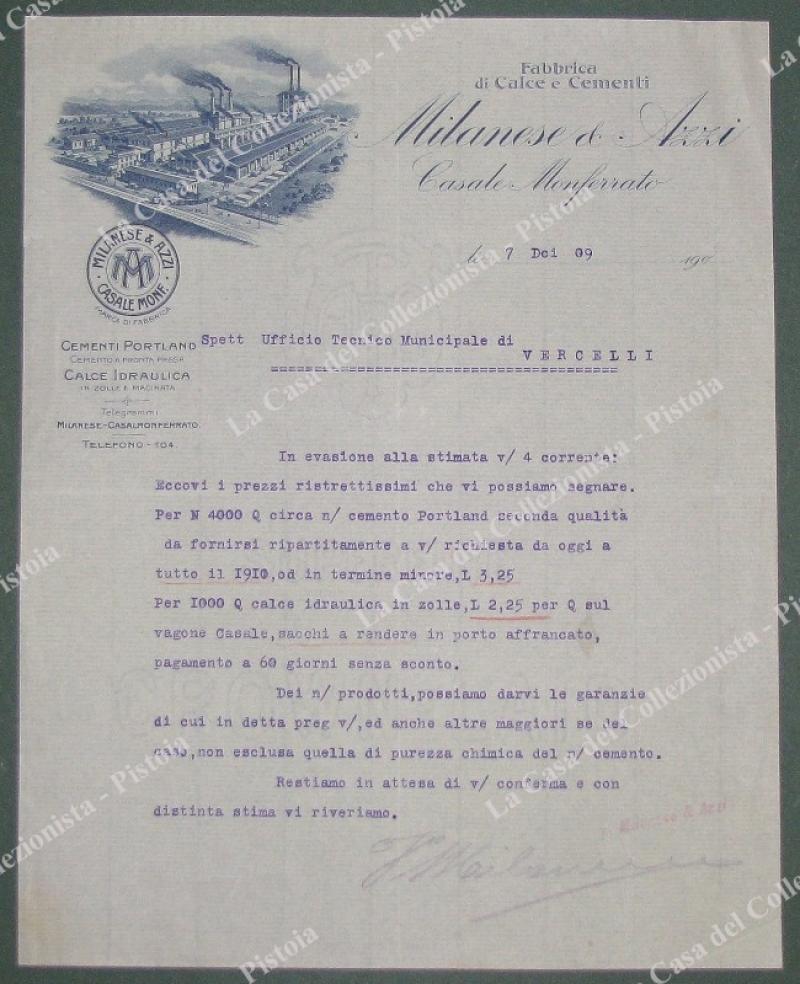 Fabbrica
di Calce e Cementi
Milanese & Azzi
Casale Monferrato
MILANESE & AZZI
CASALE MONF.
MARCA DI FABBRICA
li 7 Dci 09 190
CEMENTI PORTLAND
CEMENTO A PRONTA PRESA
CALCE IDRAULICA
IN ZOLLE E MACINATA
Telegrammi
MILANESE-CASALMONFERRATO.
TELEFONO-104.
Spett Ufficio Tecnico Municipale di
VERCELLI
In evasione alla stimata v/ 4 corrente:
Eccovi i prezzi ristrettissimi che vi possiamo segnare.
Per N 4000 Q circa n/ cemento Portland seconda qualità
da fornirsi ripartitamente a v/ richiesta da oggi a
tutto il 1910,od in termine minore,L 3,25
Per 1000 Q calce idraulica in zolle,L 2,25 per Q sul
vagone Casale,sacchi a rendere in porto affrancato,
pagamento a 60 giorni senza sconto.
Dei n/ prodotti,possiamo darvi le garanzie
di cui in detta preg v/,ed anche altre maggiori se del
caso,non esclusa quella di purezza chimica del n/ cemento.
Restiamo in attesa di v/ conferma e con
distinta stima vi riveriamo.
Milanese & Azzi
La Casa del Collezionista - Pistoia